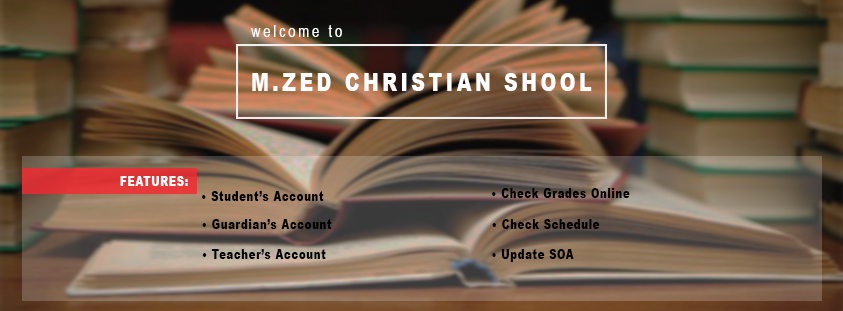 welcome to
M.ZED CHRISTIAN SHOOL
FEATURES:
• Student's Account
• Guardian's Account
• Teacher's Account
• Check Grades Online
• Check Schedule
• Update SOA